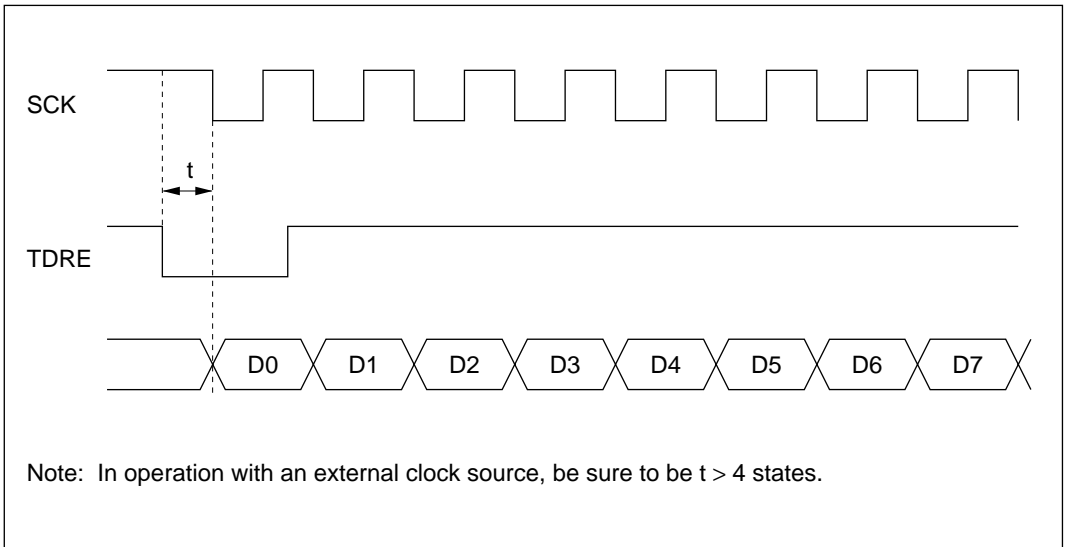 SCK
t
TDRE
D0 D1 D2 D3 D4 D5 D6 D7
Note: In operation with an external clock source, be sure to be t > 4 states.